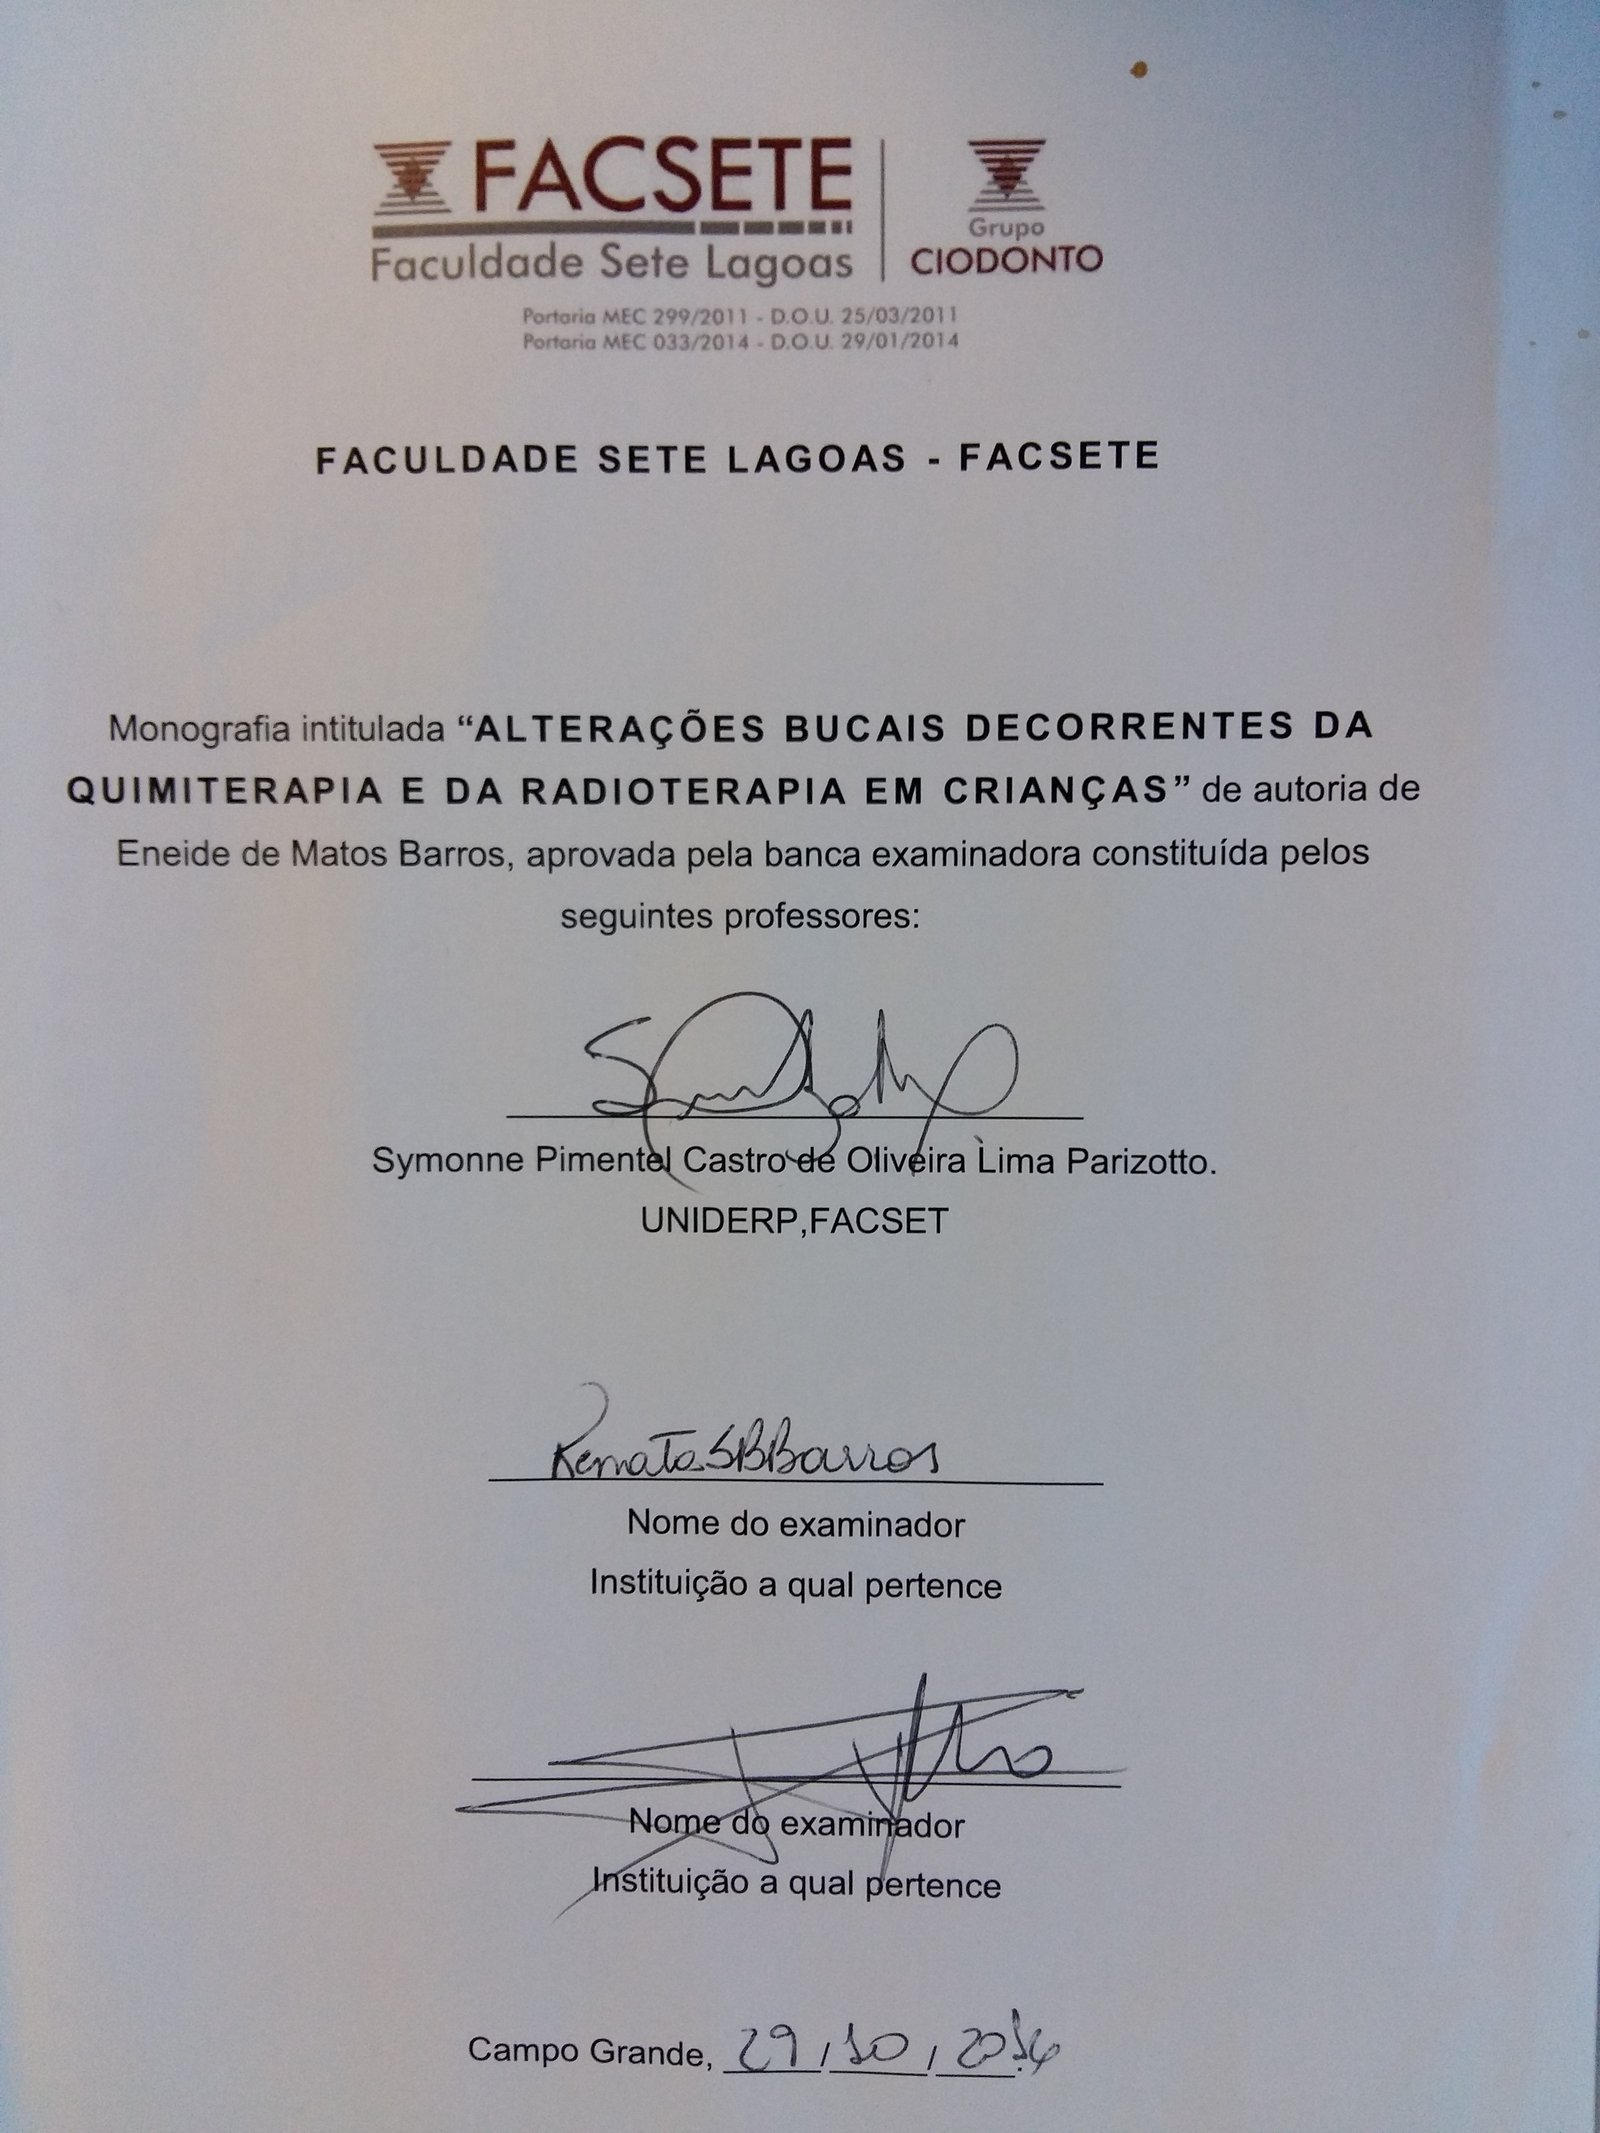 FACSETE
Faculdade Sete Lagoas
Grupo
CIODONTO
Portaria MEC 299/2011 - D.O.U. 25/03/2011
Portaria MEC 033/2014 - D.O.U. 29/01/2014
FACULDADE SETE LAGOAS - FACSETE
Monografia intitulada “ALTERAÇÕES BUCAIS DECORRENTES DA
QUIMITERAPIA E DA RADIOTERAPIA EM CRIANÇAS” de autoria de
Eneide de Matos Barros, aprovada pela banca examinadora constituída pelos
seguintes professores:
Symonne Pimentel Castro de Oliveira Lima Parizotto.
UNIDERP,FACSET
Renata SBBarros
Nome do examinador
Instituição a qual pertence
Nome do examinador
Instituição a qual pertence
Campo Grande, 29/10/2016